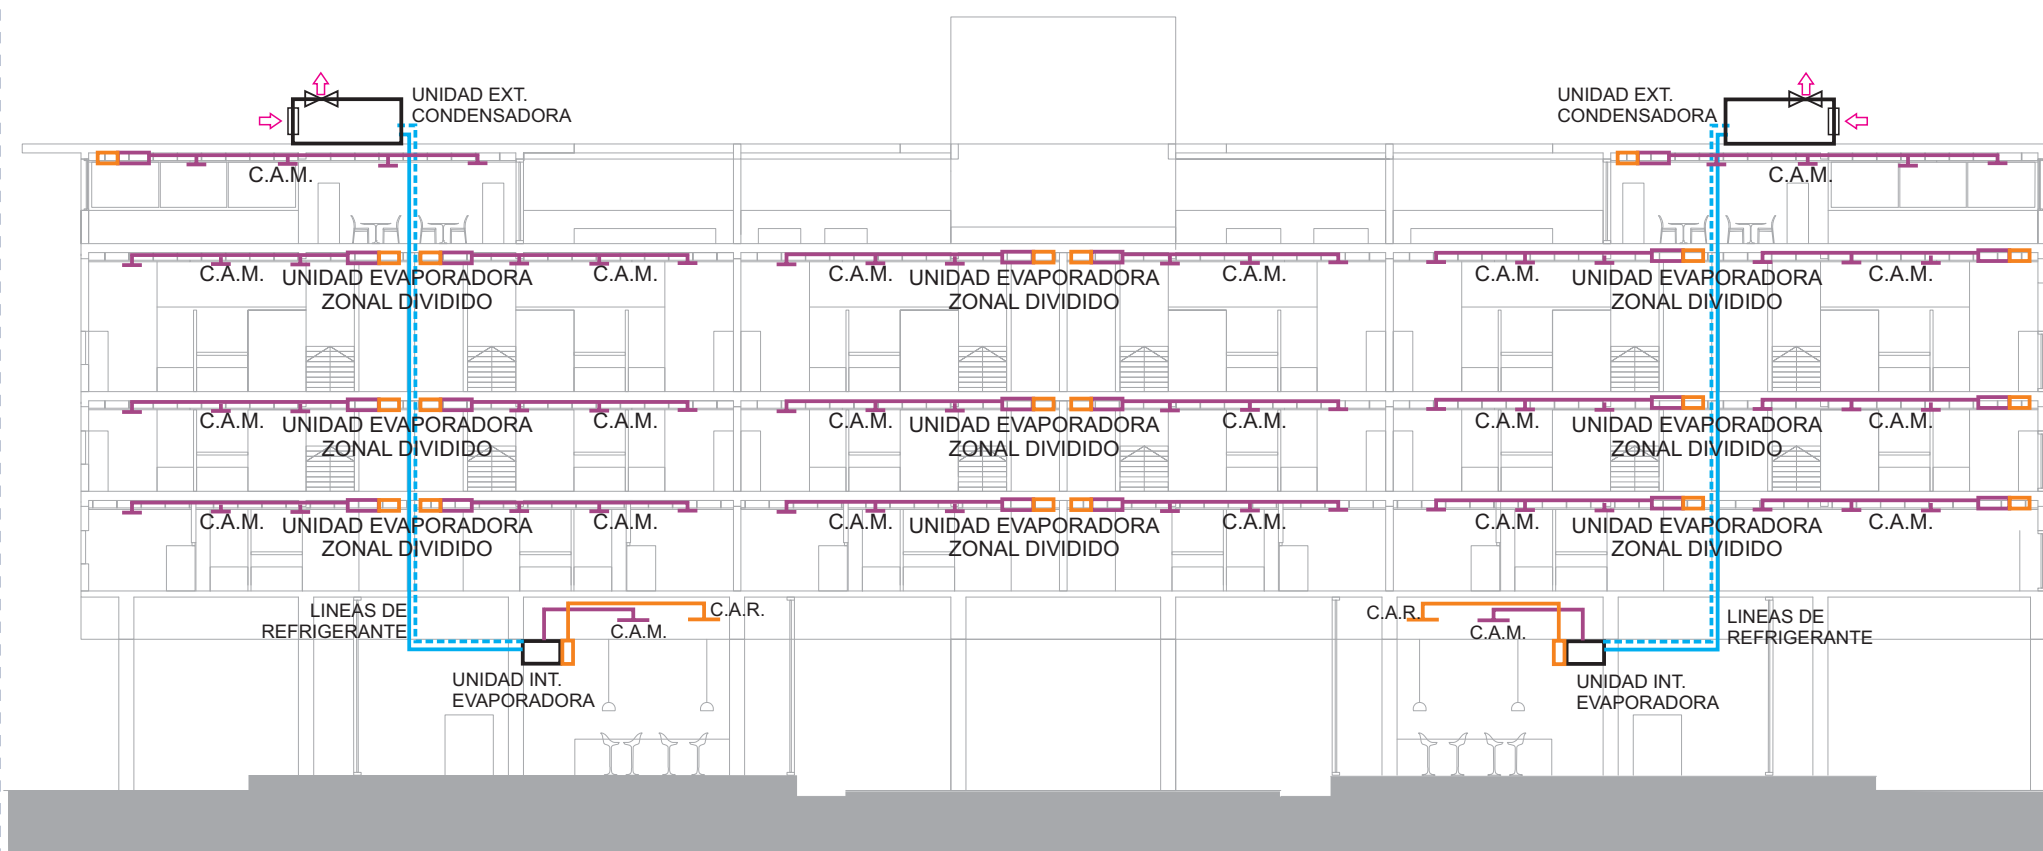 UNIDAD EXT.
CONDENSADORA
UNIDAD EXT.
CONDENSADORA
C.A.M.
C.A.M.
C.A.M.
UNIDAD EVAPORADORA
ZONAL DIVIDIDO
C.A.M.
C.A.M.
UNIDAD EVAPORADORA
ZONAL DIVIDIDO
C.A.M.
C.A.M.
UNIDAD EVAPORADORA
ZONAL DIVIDIDO
C.A.M.
C.A.M.
UNIDAD EVAPORADORA
ZONAL DIVIDIDO
C.A.M.
C.A.M.
UNIDAD EVAPORADORA
ZONAL DIVIDIDO
C.A.M.
C.A.M.
UNIDAD EVAPORADORA
ZONAL DIVIDIDO
C.A.M.
C.A.M.
UNIDAD EVAPORADORA
ZONAL DIVIDIDO
C.A.M.
C.A.M.
UNIDAD EVAPORADORA
ZONAL DIVIDIDO
C.A.M.
C.A.M.
UNIDAD EVAPORADORA
ZONAL DIVIDIDO
C.A.M.
LINEAS DE
REFRIGERANTE
C.A.M.
C.A.R.
C.A.R.
C.A.M.
LINEAS DE
REFRIGERANTE
UNIDAD INT.
EVAPORADORA
UNIDAD INT.
EVAPORADORA